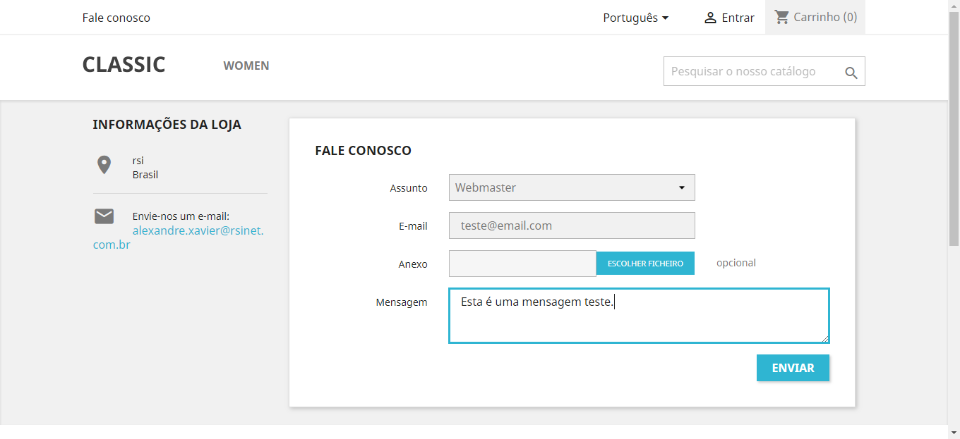 Fale conosco
Português
Entrar
Carrinho (0)
CLASSIC
WOMEN
Pesquisar o nosso catálogo
INFORMAÇÕES DA LOJA
rsi
Brasil
Envie-nos um e-mail:
alexandre.xavier@rsinet.
com.br
FALE CONOSCO
Assunto
Webmaster
E-mail
teste@email.com
Anexo
ESCOLHER FICHEIRO
opcional
Mensagem
Esta é uma mensagem teste.
ENVIAR